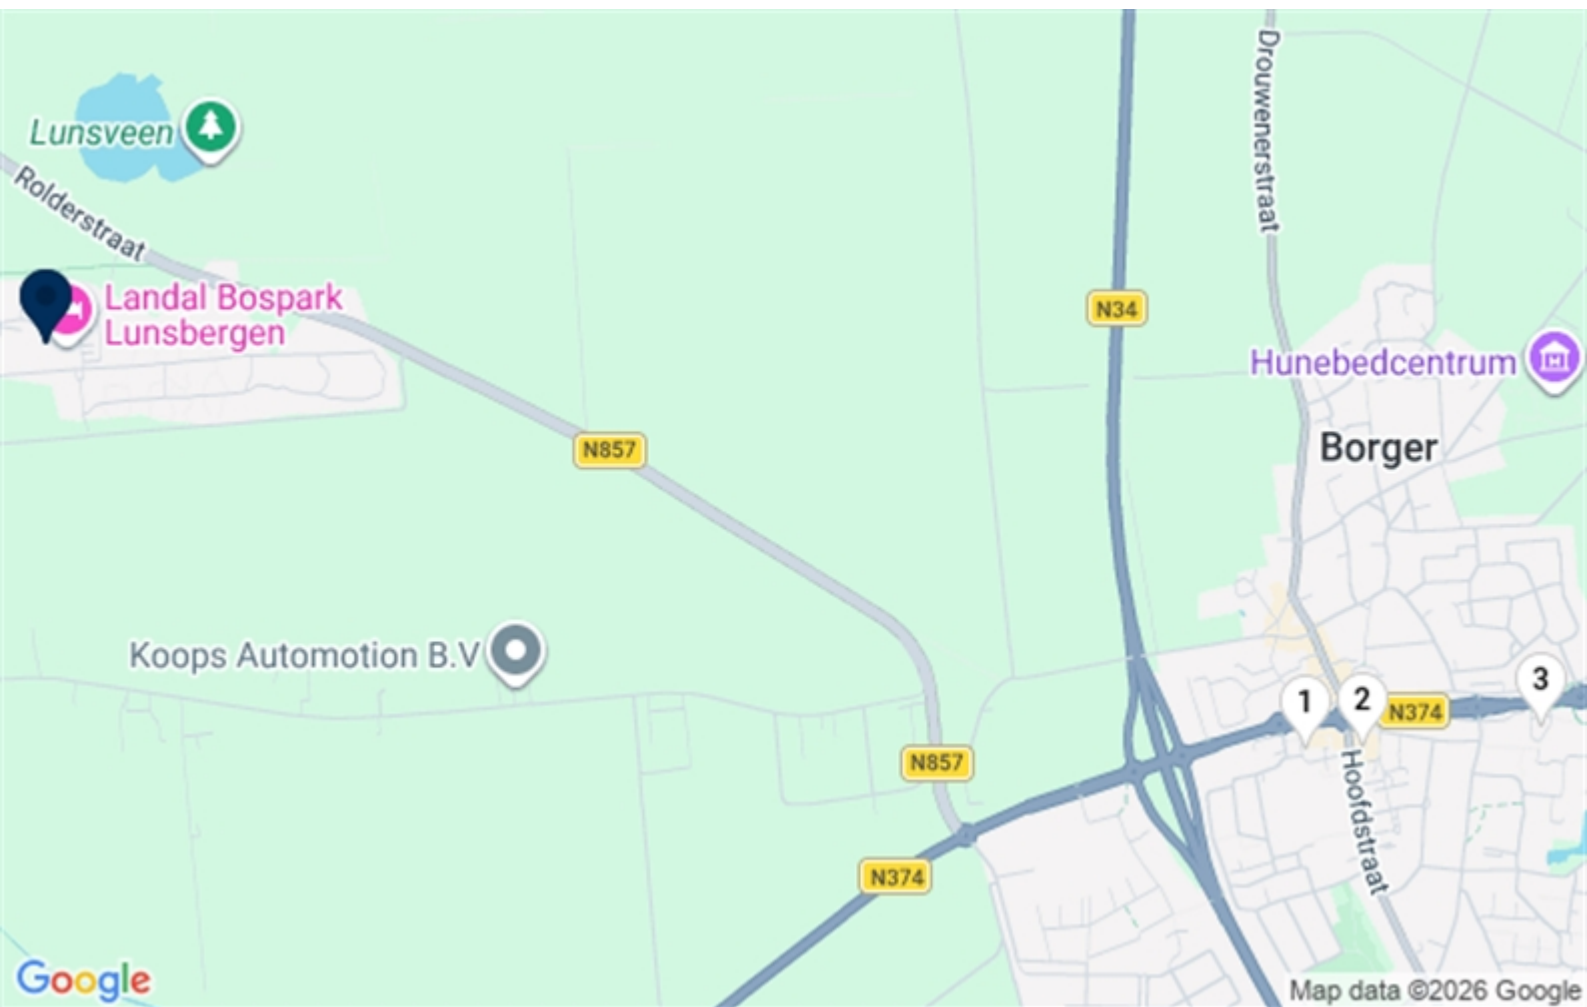 Lunsveen
Rolderstraat
Landal Bospark
Lunsbergen
Drouwenerstraat
N34
Hunebedcentrum
Borger
N857
Koops Automotion B.V
1
2
3
N374
N857
Hoofdstraat
N374
Google
Map data ©2026 Google